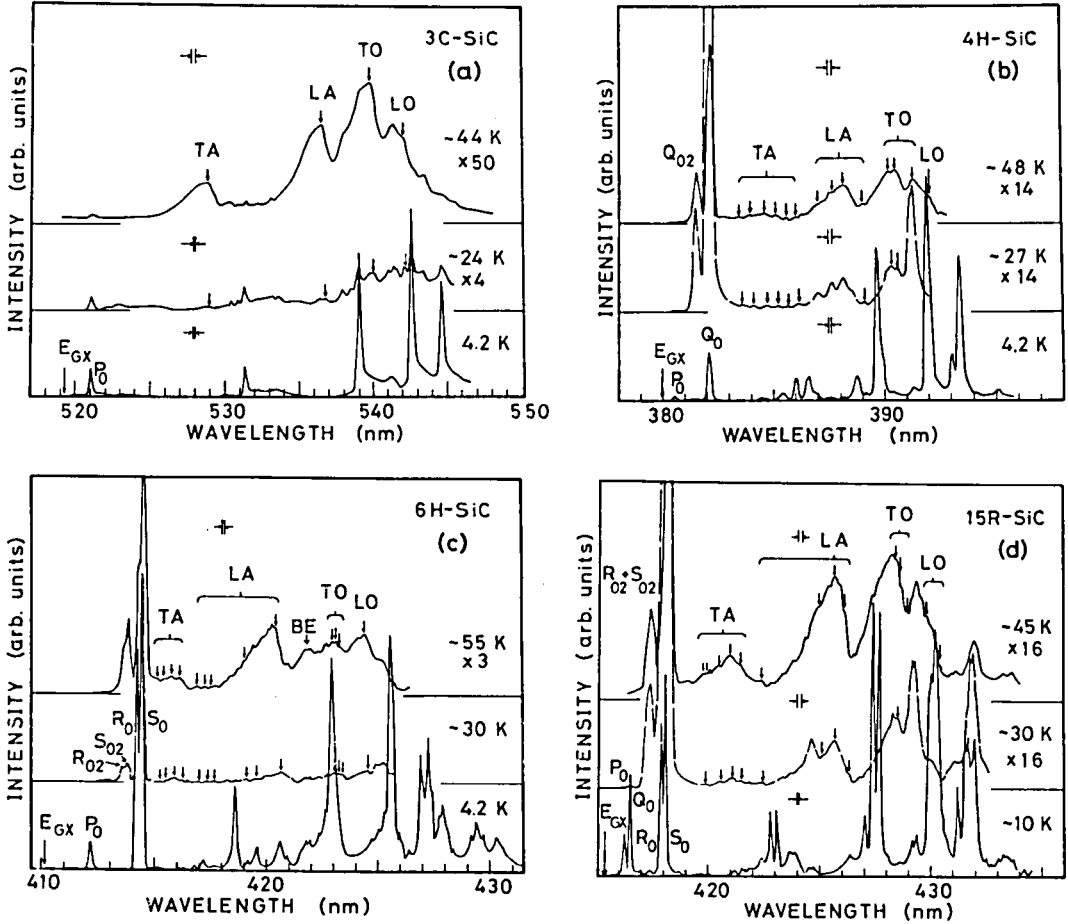 INTENSITY (arb. units)
3C-SiC
(a)
TA
LA
TO
LO
~44 K
x50
~24 K
x4
4.2 K
E_GX
P_0
520
530
540
550
WAVELENGTH (nm)
INTENSITY (arb. units)
4H-SiC
(b)
Q_02
TA
LA
TO
LO
~48 K
x14
~27 K
x14
4.2 K
E_GX
P_0
Q_0
380
390
WAVELENGTH (nm)
INTENSITY (arb. units)
6H-SiC
(c)
TA
LA
BE
TO
LO
~55 K
x3
R_0
S_0
S_02
R_02
~30 K
4.2 K
E_GX
P_0
410
420
430
WAVELENGTH (nm)
INTENSITY (arb. units)
15R-SiC
(d)
R_02+S_02
TA
LA
TO
LO
~45 K
x16
~30 K
x16
P_0
Q_0
E_GX
R_0
S_0
~10 K
420
430
WAVELENGTH (nm)